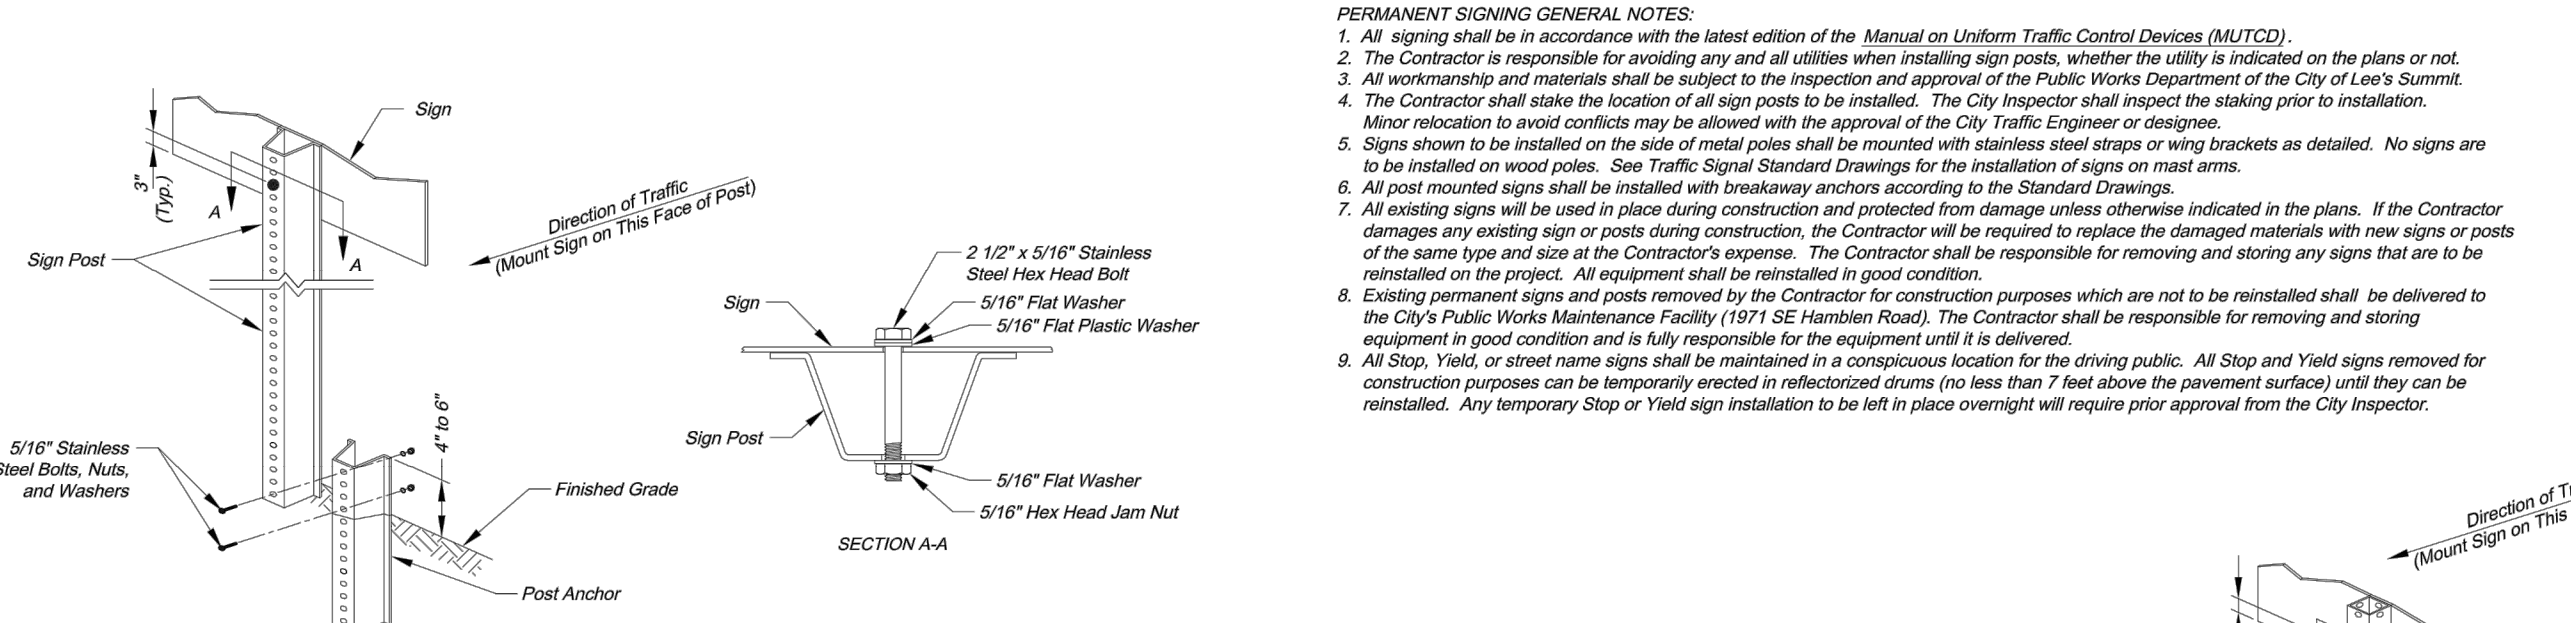 PERMANENT SIGNING GENERAL NOTES:
1. All signing shall be in accordance with the latest edition of the Manual on Uniform Traffic Control Devices (MUTCD).
2. The Contractor is responsible for avoiding any and all utilities when installing sign posts, whether the utility is indicated on the plans or not.
3. All workmanship and materials shall be subject to the inspection and approval of the Public Works Department of the City of Lee's Summit.
4. The Contractor shall stake the location of all sign posts to be installed. The City Inspector shall inspect the staking prior to installation.
Minor relocation to avoid conflicts may be allowed with the approval of the City Traffic Engineer or designee.
5. Signs shown to be installed on the side of metal poles shall be mounted with stainless steel straps or wing brackets as detailed. No signs are
to be installed on wood poles. See Traffic Signal Standard Drawings for the installation of signs on mast arms.
6. All post mounted signs shall be installed with breakaway anchors according to the Standard Drawings.
7. All existing signs will be used in place during construction and protected from damage unless otherwise indicated in the plans. If the Contractor
damages any existing sign or posts during construction, the Contractor will be required to replace the damaged materials with new signs or posts
of the same type and size at the Contractor's expense. The Contractor shall be responsible for removing and storing any signs that are to be
reinstalled on the project. All equipment shall be reinstalled in good condition.
8. Existing permanent signs and posts removed by the Contractor for construction purposes which are not to be reinstalled shall be delivered to
the City's Public Works Maintenance Facility (1971 SE Hamblen Road). The Contractor shall be responsible for removing and storing
equipment in good condition and is fully responsible for the equipment until it is delivered.
9. All Stop, Yield, or street name signs shall be maintained in a conspicuous location for the driving public. All Stop and Yield signs removed for
construction purposes can be temporarily erected in reflectorized drums (no less than 7 feet above the pavement surface) until they can be
reinstalled. Any temporary Stop or Yield sign installation to be left in place overnight will require prior approval from the City Inspector.
Sign
3"
(Typ.)
A
A
Direction of Traffic
(Mount Sign on This Face of Post)
Sign Post
5/16" Stainless
Steel Bolts, Nuts,
and Washers
4" to 6"
Finished Grade
Post Anchor
2 1/2" x 5/16" Stainless
Steel Hex Head Bolt
Sign
5/16" Flat Washer
5/16" Flat Plastic Washer
Sign Post
5/16" Flat Washer
5/16" Hex Head Jam Nut
SECTION A-A
Direction of
(Mount Sign on This